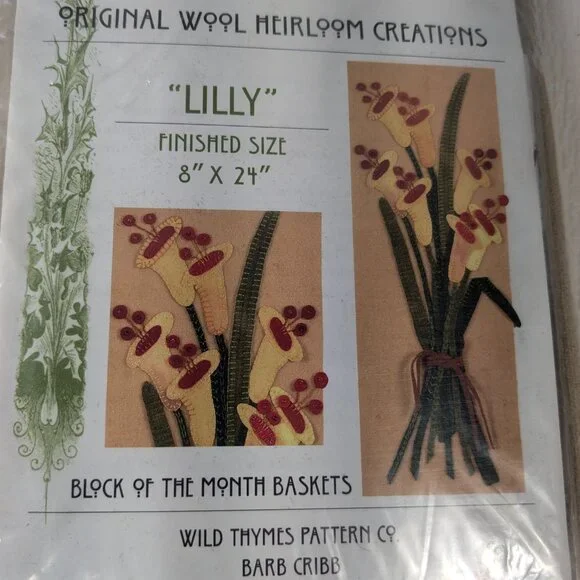 ORIGINAL WOOL HEIRLOOM CREATIONS
"LILLY"
FINISHED SIZE
8" X 24"
BLOCK OF THE MONTH BASKETS
WILD THYMES PATTERN CO.
BARB CRIBB